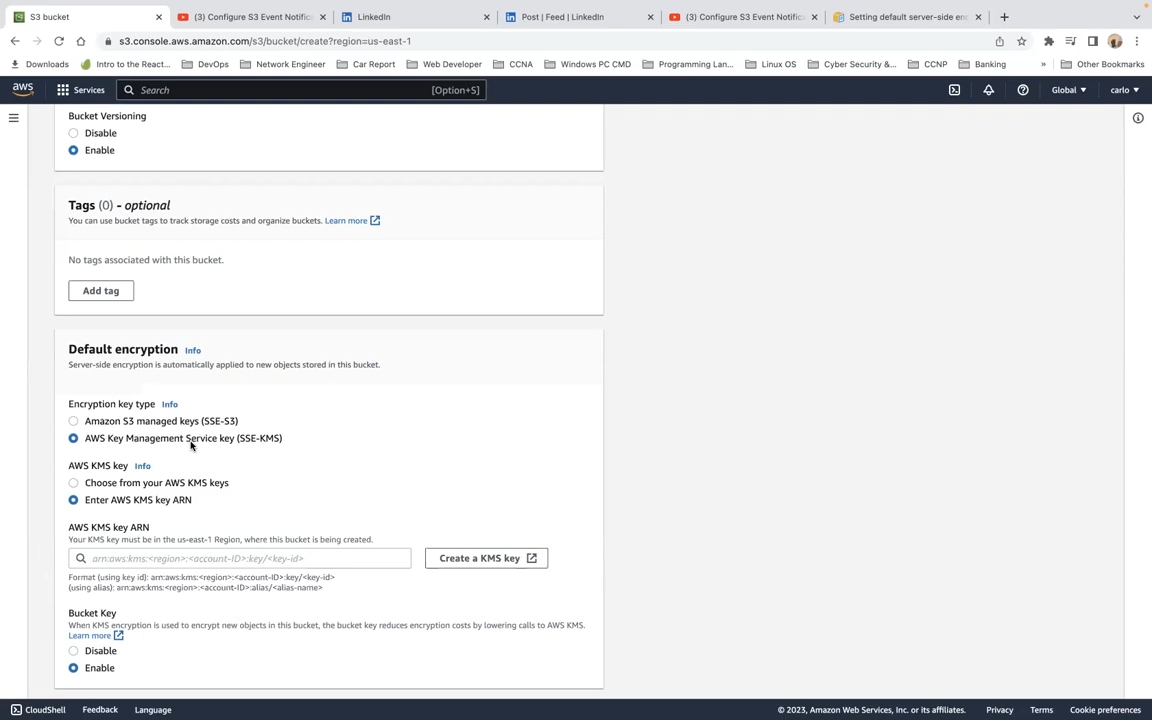 S3 bucket
(3) Configure S3 Event Notific
LinkedIn
Post | Feed | LinkedIn
(3) Configure S3 Event Notific
Setting default server-side en
s3.console.aws.amazon.com/s3/bucket/create?region=us-east-1
Downloads
Intro to the React...
DevOps
Network Engineer
Car Report
Web Developer
CCNA
Windows PC CMD
Programming Lan...
Linux OS
Cyber Security &...
CCNP
Banking
»
Other Bookmarks
aws
Services
Search
[Option+S]
Global
carlo
Bucket Versioning
Disable
Enable
Tags (0) - optional
You can use bucket tags to track storage costs and organize buckets. Learn more
No tags associated with this bucket.
Add tag
Default encryption Info
Server-side encryption is automatically applied to new objects stored in this bucket.
Encryption key type Info
Amazon S3 managed keys (SSE-S3)
AWS Key Management Service key (SSE-KMS)
AWS KMS key Info
Choose from your AWS KMS keys
Enter AWS KMS key ARN
AWS KMS key ARN
Your KMS key must be in the us-east-1 Region, where this bucket is being created.
arn:aws:kms:<region>:<account-ID>:key/<key-id>
Create a KMS key
Format (using key id): arn:aws:kms:<region>:<account-ID>:key/<key-id>
(using alias): arn:aws:kms:<region>:<account-ID>:alias/<alias-name>
Bucket Key
When KMS encryption is used to encrypt new objects in this bucket, the bucket key reduces encryption costs by lowering calls to AWS KMS.
Learn more
Disable
Enable
CloudShell
Feedback
Language
© 2023, Amazon Web Services, Inc. or its affiliates.
Privacy
Terms
Cookie preferences